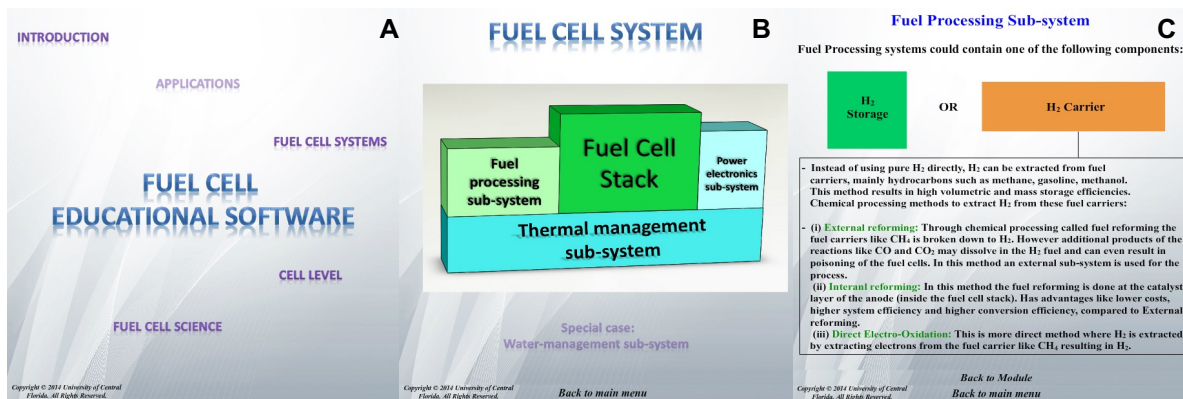 A
INTRODUCTION
APPLICATIONS
FUEL CELL SYSTEMS
FUEL CELL
EDUCATIONAL SOFTWARE
CELL LEVEL
FUEL CELL SCIENCE
Copyright © 2014 University of Central
Florida. All Rights Reserved.
B
FUEL CELL SYSTEM
Fuel
processing
sub-system
Fuel Cell
Stack
Power
electronics
sub-system
Thermal management
sub-system
Special case:
Water-management sub-system
Copyright © 2014 University of Central
Florida. All Rights Reserved.
Back to main menu
C
Fuel Processing Sub-system
Fuel Processing systems could contain one of the following components:
H₂
Storage
OR
H₂ Carrier
- Instead of using pure H₂ directly, H₂ can be extracted from fuel
carriers, mainly hydrocarbons such as methane, gasoline, methanol.
This method results in high volumetric and mass storage efficiencies.
Chemical processing methods to extract H₂ from these fuel carriers:
- (i) External reforming: Through chemical processing called fuel reforming the
fuel carriers like CH₄ is broken down to H₂. However additional products of the
reactions like CO and CO₂ may dissolve in the H₂ fuel and can even result in
poisoning of the fuel cells. In this method an external sub-system is used for the
process.
(ii) Interanl reforming: In this method the fuel reforming is done at the catalyst
layer of the anode (inside the fuel cell stack). Has advantages like lower costs,
higher system efficiency and higher conversion efficiency, compared to External
reforming.
(iii) Direct Electro-Oxidation: This is more direct method where H₂ is extracted
by extracting electrons from the fuel carrier like CH₄ resulting in H₂.
Back to Module
Copyright © 2014 University of Central
Florida. All Rights Reserved.
Back to main menu